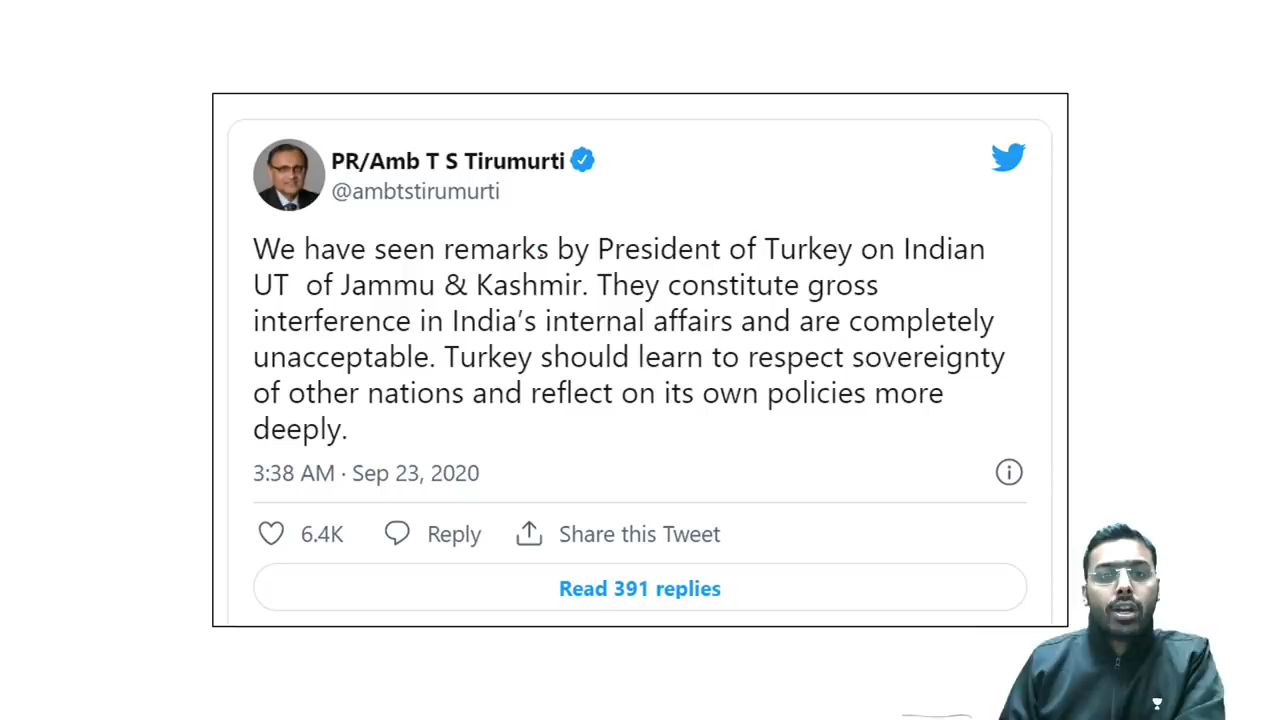 PR/Amb T S Tirumurti
@ambtstirumurti
We have seen remarks by President of Turkey on Indian
UT of Jammu & Kashmir. They constitute gross
interference in India’s internal affairs and are completely
unacceptable. Turkey should learn to respect sovereignty
of other nations and reflect on its own policies more
deeply.
3:38 AM · Sep 23, 2020
6.4K Reply Share this Tweet
Read 391 replies